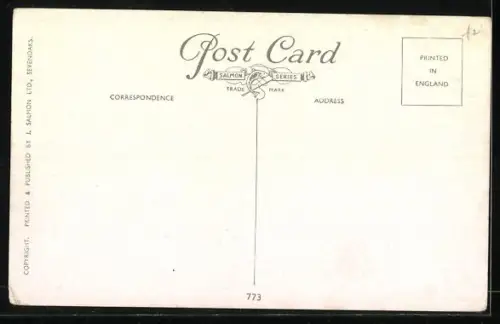 Post Card
SALMON SERIES
TRADE MARK
CORRESPONDENCE
ADDRESS
PRINTED
IN
ENGLAND
COPYRIGHT. PRINTED & PUBLISHED BY J. SALMON LTD., SEVENOAKS.
773